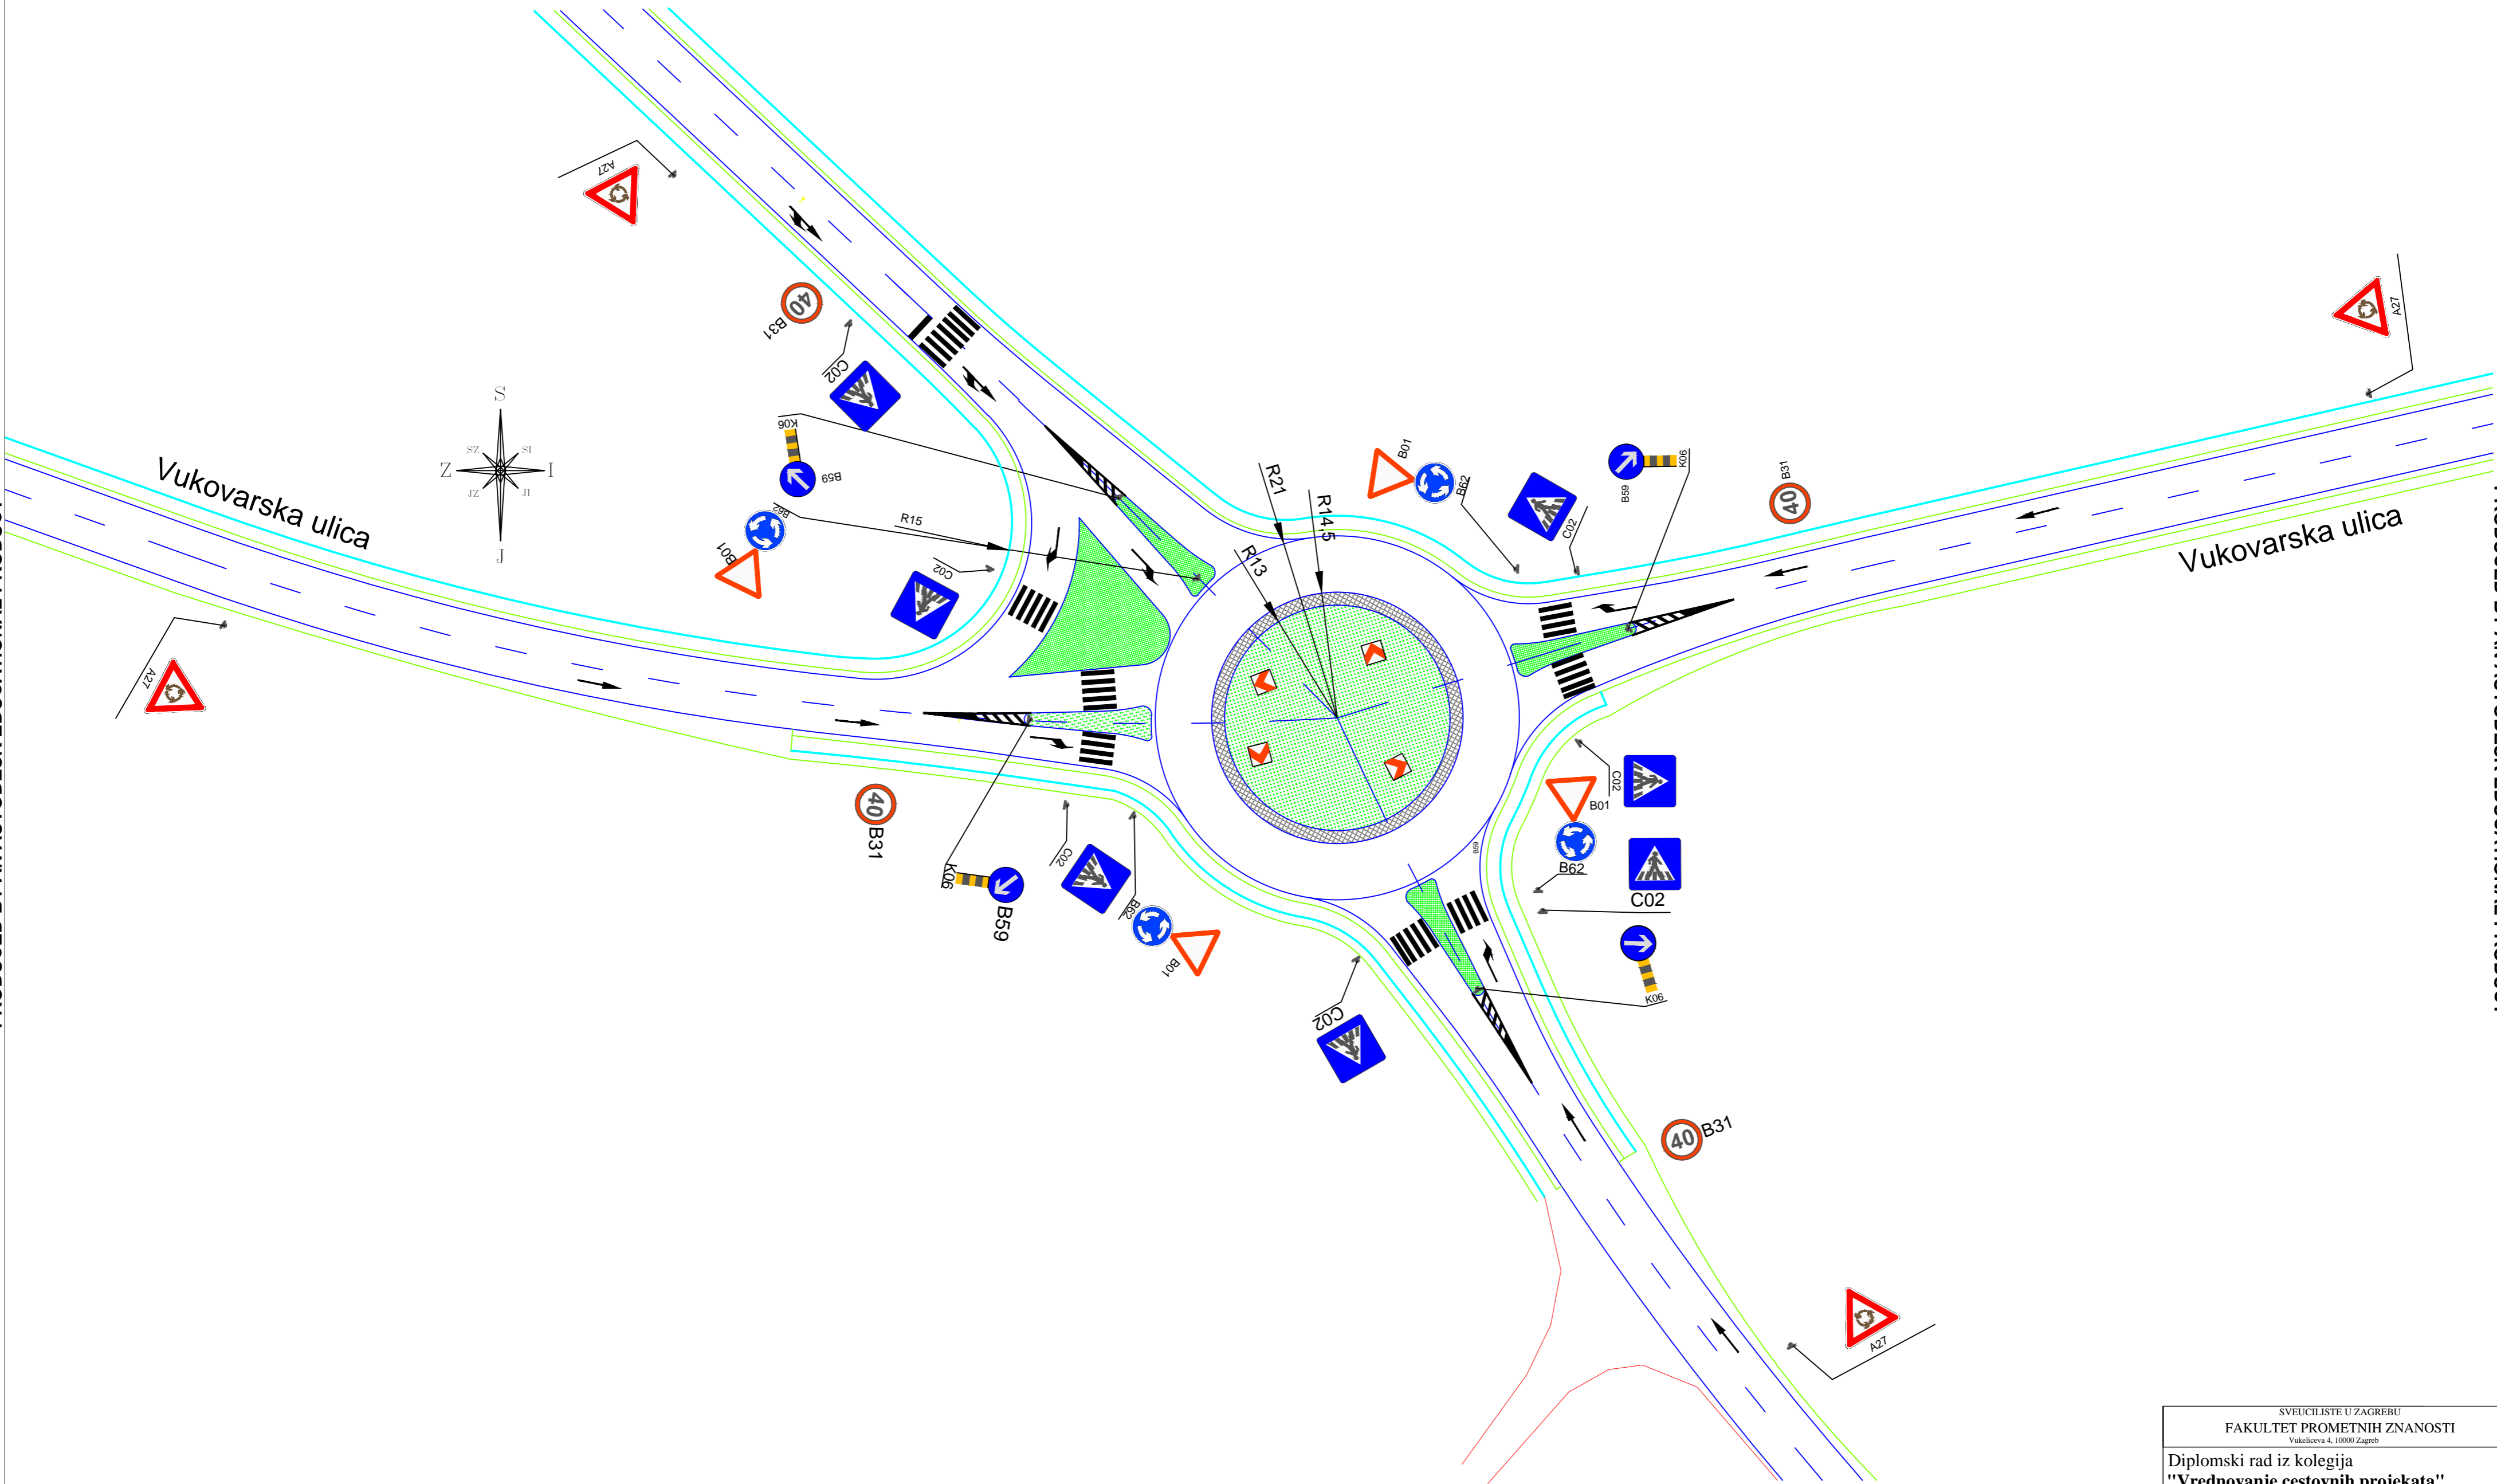 A27
A27
40
B31
C02
S
SZ
SI
Z
I
JZ
JI
J
K06
B59
B62
B01
R15
C02
R21
R14,5
R13
B01
B62
C02
B59
K06
B31
40
Vukovarska ulica
Vukovarska ulica
A27
40
B31
K06
B59
C02
B62
B01
C02
B01
B62
C02
B59
K06
C02
40
B31
A27
SVEUCILISTE U ZAGREBU
FAKULTET PROMETNIH ZNANOSTI
Vukeliceva 4, 10000 Zagreb
Diplomski rad iz kolegija
"Vrednovanje cestovnih projekata"